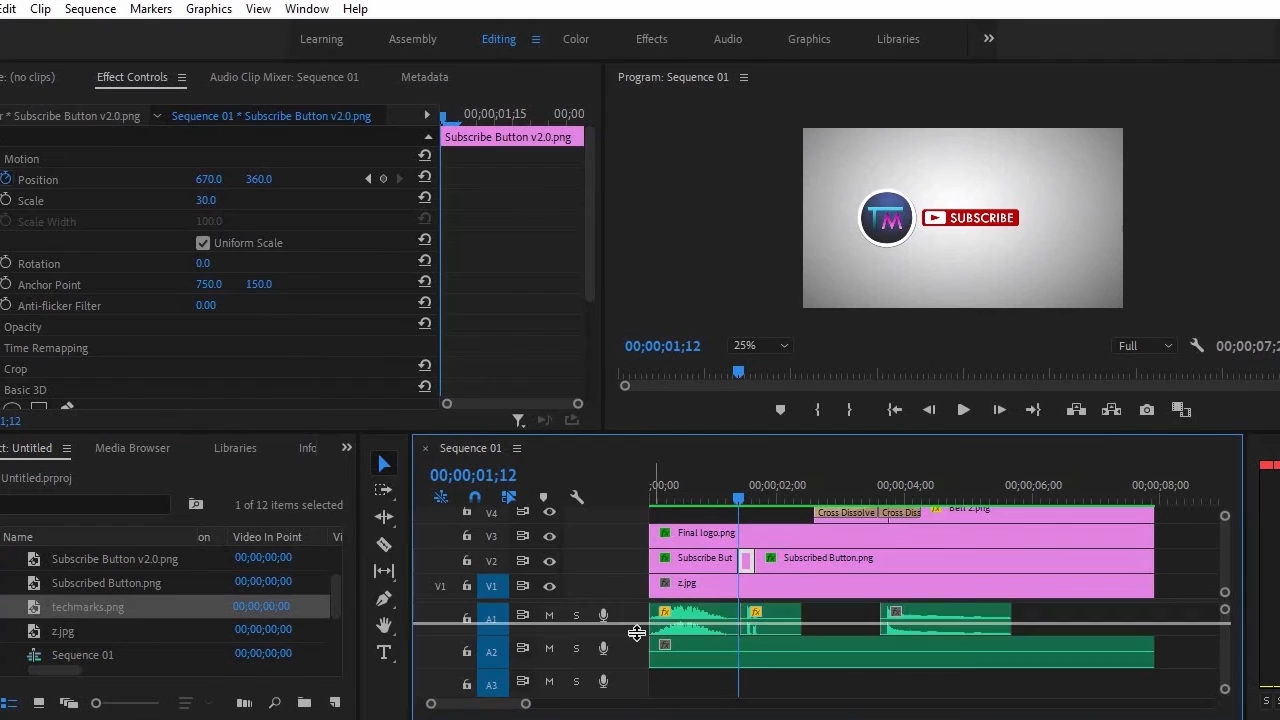 Edit Clip Sequence Markers Graphics View Window Help
Learning Assembly Editing Color Effects Audio Graphics Libraries
: (no clips) Effect Controls Audio Clip Mixer: Sequence 01 Metadata
Program: Sequence 01
r * Subscribe Button v2.0.png Sequence 01 * Subscribe Button v2.0.png 00;00;01;15 00;00
Subscribe Button v2.0.png
Motion
Position 670.0 360.0
Scale 30.0
Scale Width 100.0
Uniform Scale
Rotation 0.0
Anchor Point 750.0 150.0
Anti-flicker Filter 0.00
Opacity
Time Remapping
Crop
Basic 3D
1;12
TM SUBSCRIBE
00;00;01;12 25% Full 00;00;07;2
ct: Untitled Media Browser Libraries Info
Untitled.prproj
1 of 12 items selected
Name on Video In Point Vi
Subscribe Button v2.0.png 00;00;00;00
Subscribed Button.png 00;00;00;00
techmarks.png 00;00;00;00
z.jpg 00;00;00;00
Sequence 01 00;00;00;00
Sequence 01
00;00;01;12
;00;00 00;00;02;00 00;00;04;00 00;00;06;00 00;00;08;00
V4 Cross Dissolve Cross Diss Bell 2.png
V3 Final logo.png
V2 Subscribe But Subscribed Button.png
V1 V1 z.jpg
A1 M S fx fx
A2 M S
A3 M S
T
S S